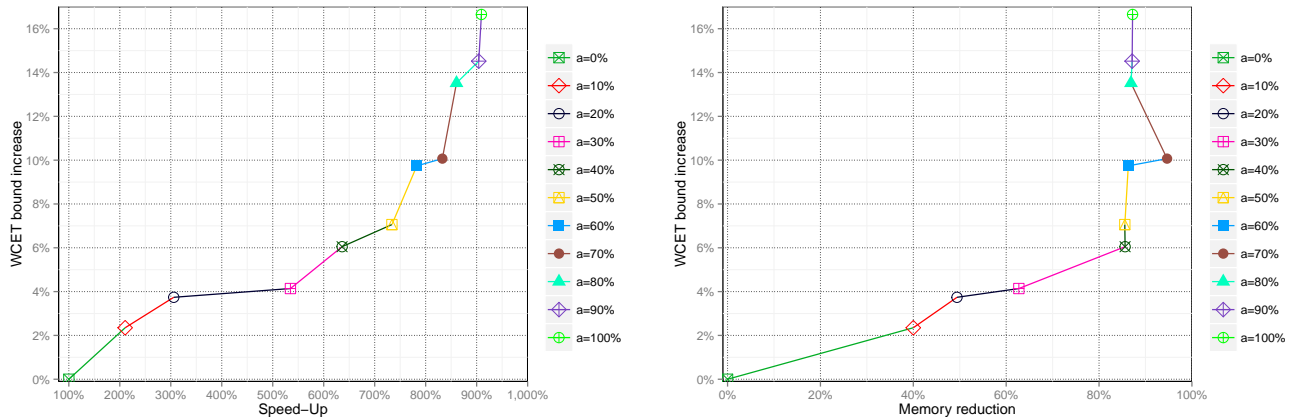 WCET bound increase
16%
14%
12%
10%
8%
6%
4%
2%
0%
100% 200% 300% 400% 500% 600% 700% 800% 900% 1,000%
Speed−Up
a=0%
a=10%
a=20%
a=30%
a=40%
a=50%
a=60%
a=70%
a=80%
a=90%
a=100%
WCET bound increase
16%
14%
12%
10%
8%
6%
4%
2%
0%
0% 20% 40% 60% 80% 100%
Memory reduction
a=0%
a=10%
a=20%
a=30%
a=40%
a=50%
a=60%
a=70%
a=80%
a=90%
a=100%